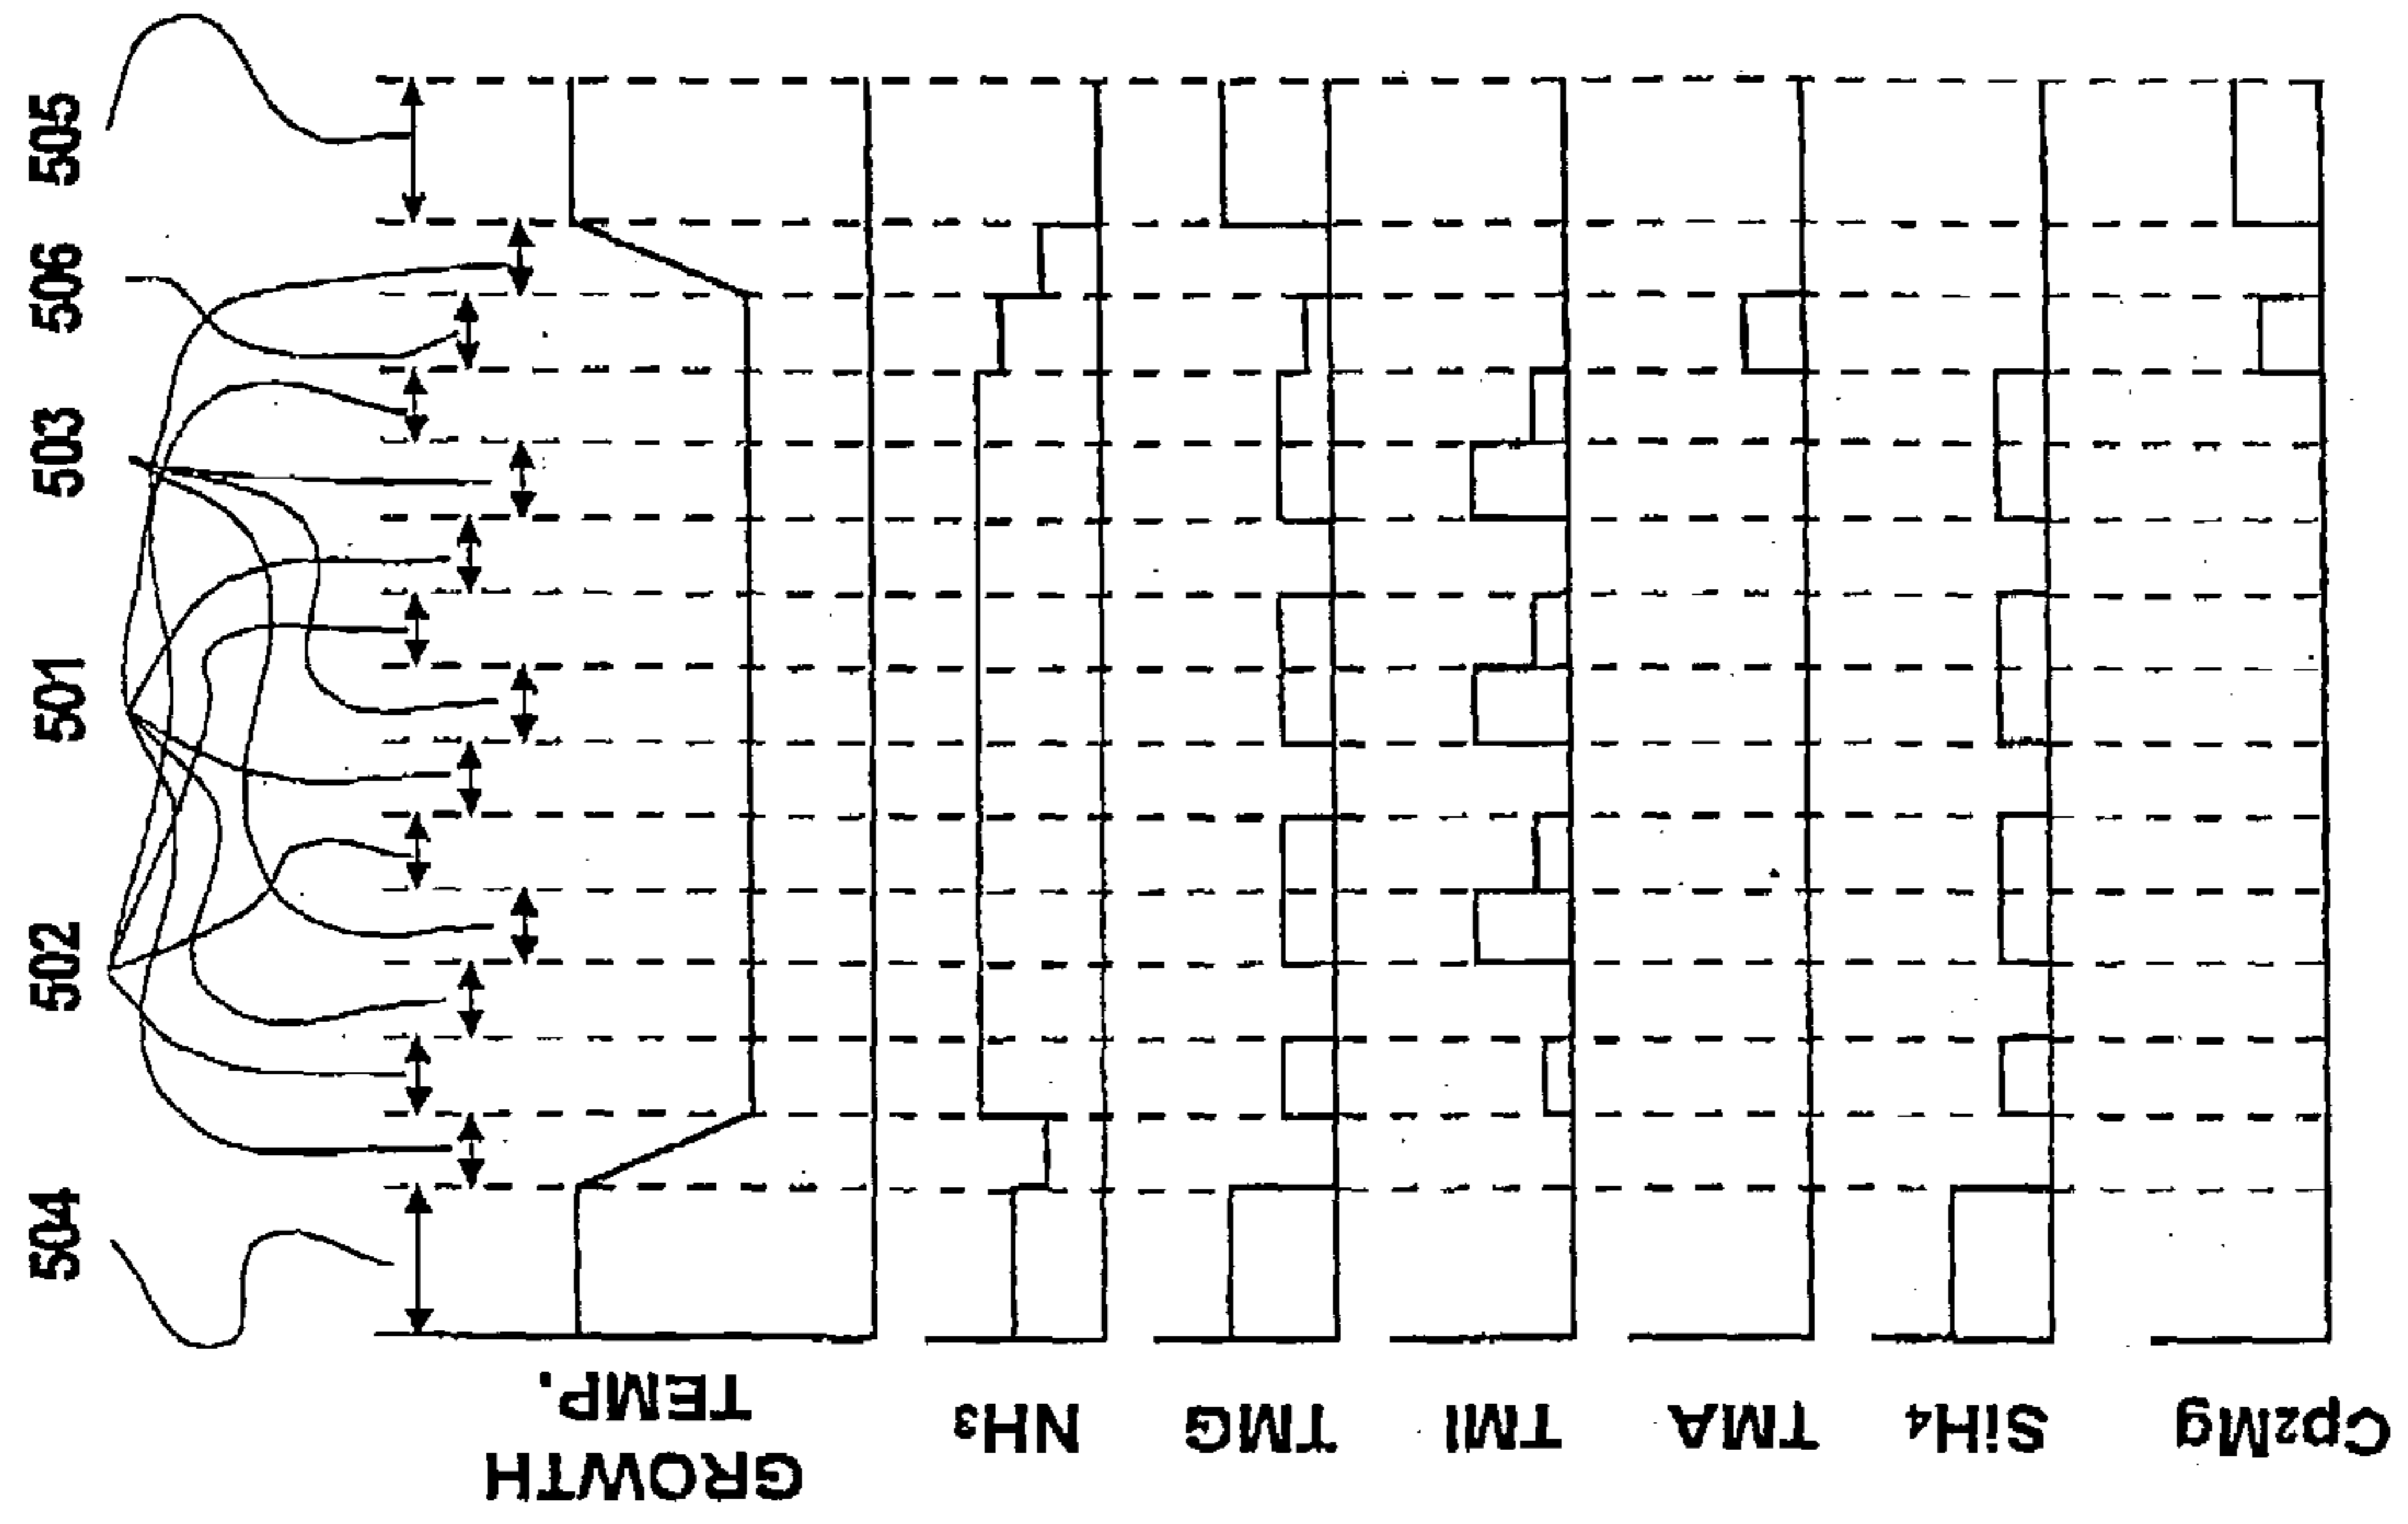 504
502
501
503
506
505
GROWTH
TEMP.
NH₃
TMG
TMI
TMA
SiH₄
Cp₂Mg